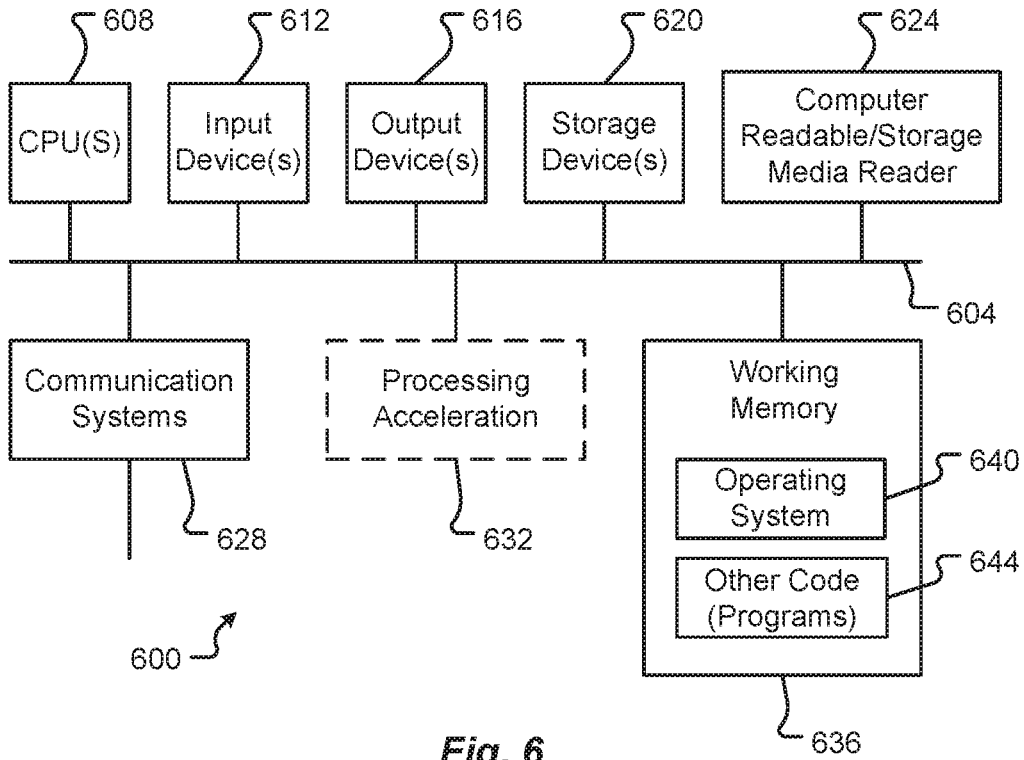 608
612
616
620
624
CPU(S)
Input
Device(s)
Output
Device(s)
Storage
Device(s)
Computer
Readable/Storage
Media Reader
604
Communication
Systems
Processing
Acceleration
Working
Memory
Operating
System
640
Other Code
(Programs)
644
628
632
600
636
Fig. 6